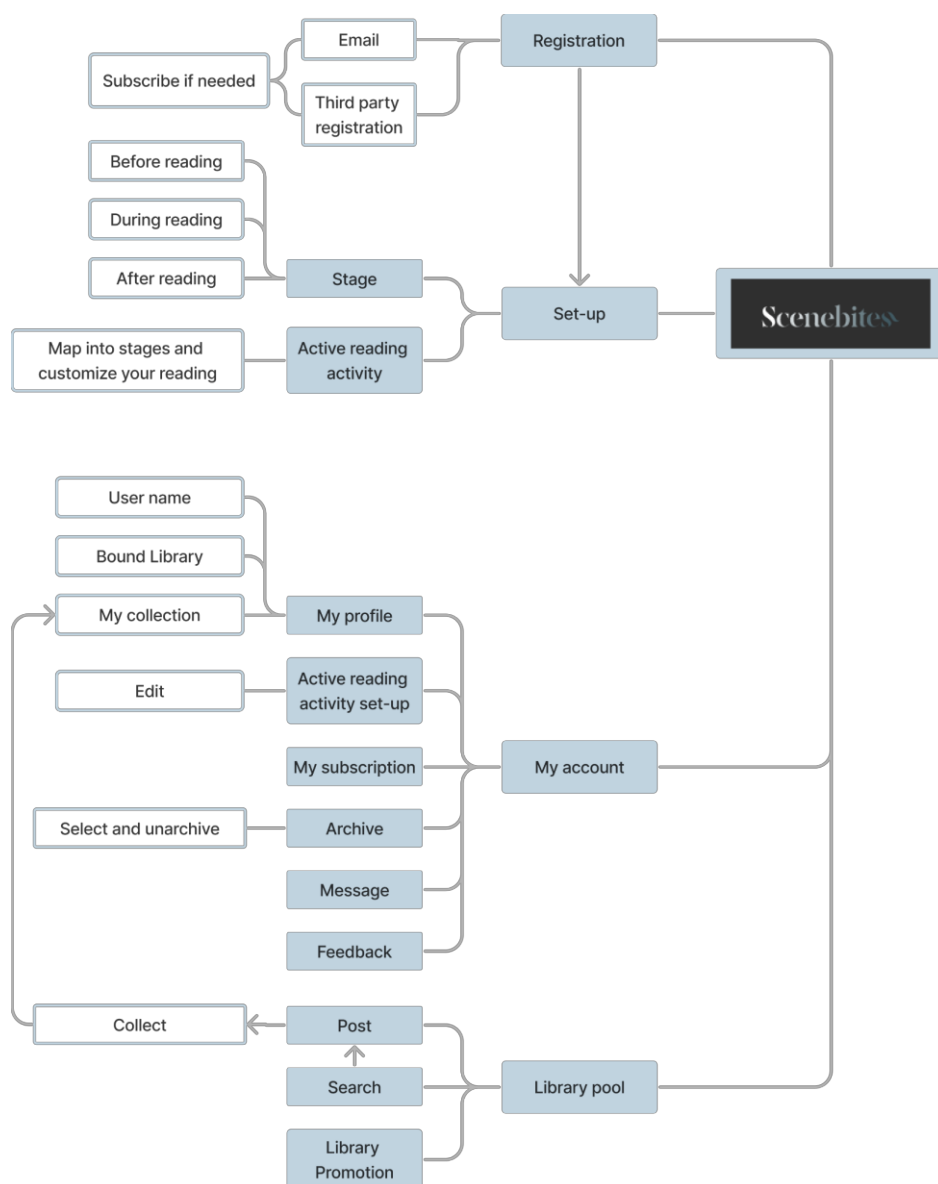 Email
Registration
Subscribe if needed
Third party
registration
Before reading
During reading
After reading
Stage
Set-up
Scenebites
Map into stages and
customize your reading
Active reading
activity
User name
Bound Library
My collection
My profile
Edit
Active reading
activity set-up
My subscription
My account
Select and unarchive
Archive
Message
Feedback
Collect
Post
Search
Library pool
Library
Promotion